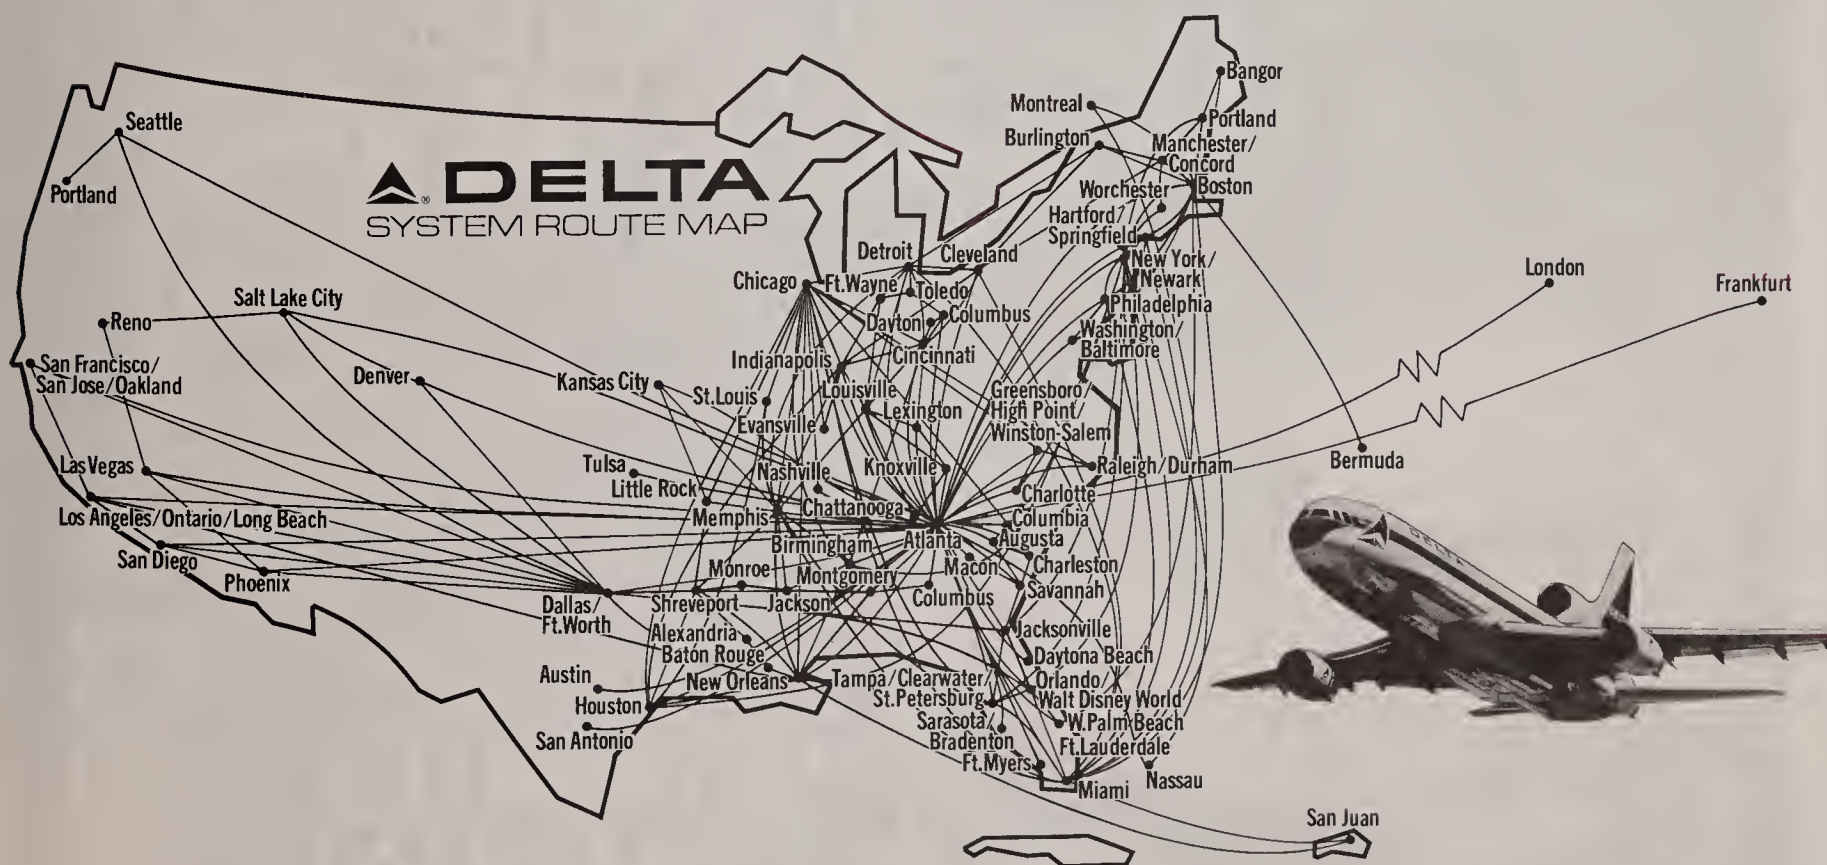 DELTA
®
SYSTEM ROUTE MAP
Seattle
Portland
Reno
Salt Lake City
San Francisco/
San Jose/Oakland
Denver
Las Vegas
Los Angeles/Ontario/Long Beach
San Diego
Phoenix
Dallas/
Ft.Worth
Austin
Houston
San Antonio
Kansas City
Tulsa
Little Rock
Memphis
St.Louis
Evansville
Nashville
Chattanooga
Birmingham
Monroe
Shreveport
Jackson
Montgomery
Alexandria
Baton Rouge
New Orleans
Chicago
Ft.Wayne
Detroit
Cleveland
Toledo
Dayton
Columbus
Indianapolis
Cincinnati
Louisville
Lexington
Knoxville
Atlanta
Macon
Columbus
Greensboro/
High Point/
Winston-Salem
Raleigh/Durham
Charlotte
Columbia
Augusta
Charleston
Savannah
Jacksonville
Daytona Beach
Orlando/
Walt Disney World
Tampa/Clearwater/
St.Petersburg
Sarasota/
Bradenton
W.Palm Beach
Ft.Lauderdale
Ft.Myers
Miami
Nassau
San Juan
Montreal
Burlington
Bangor
Portland
Manchester/
Concord
Boston
Worchester
Hartford/
Springfield
New York/
Newark
Philadelphia
Washington/
Baltimore
London
Frankfurt
Bermuda
DELTA